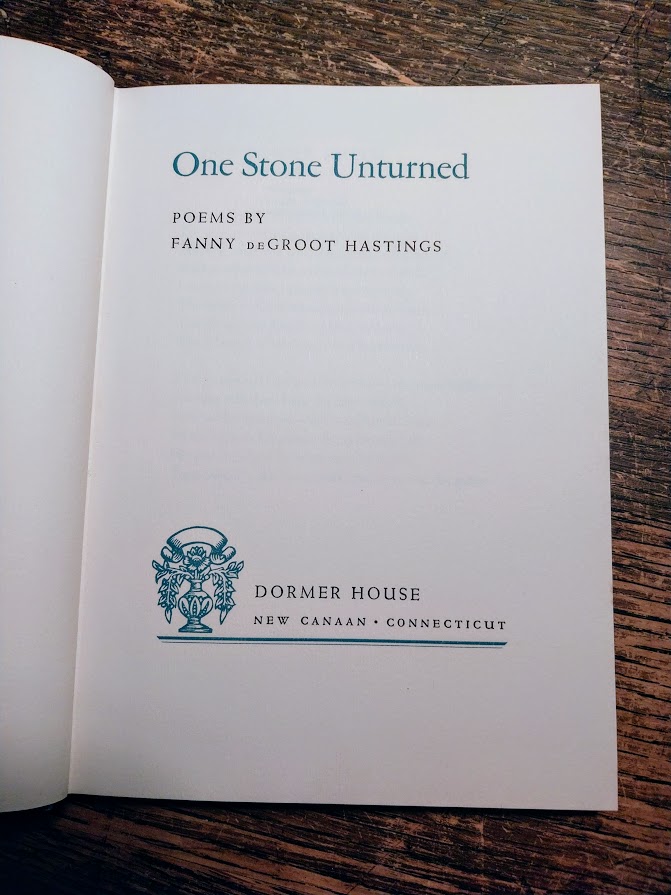 One Stone Unturned
POEMS BY
FANNY DEGROOT HASTINGS
DORMER HOUSE
NEW CANAAN • CONNECTICUT